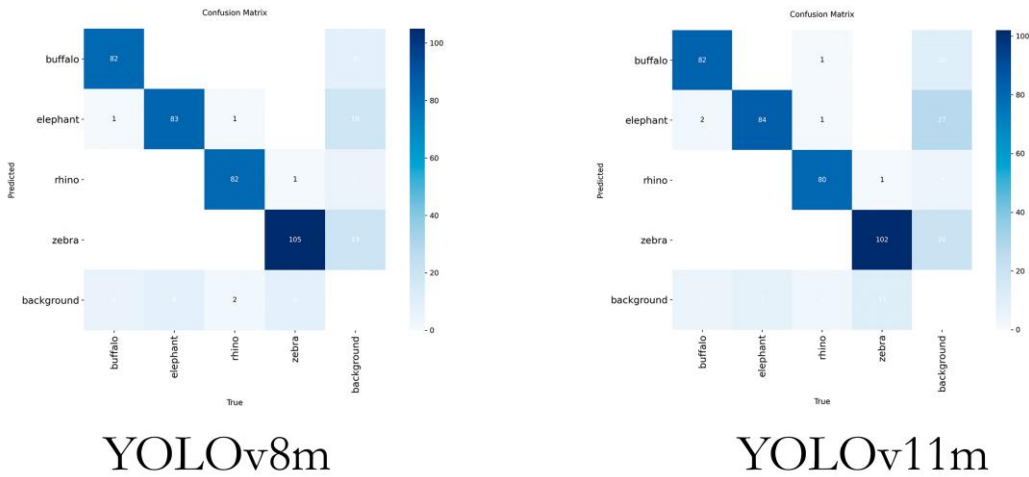 Confusion Matrix
buffalo
82
100
elephant
1 83 1 18
80
60
Predicted
rhino
82 1
40
zebra
105
20
background
2
0
buffalo
elephant
rhino
zebra
background
True
YOLOv8m
Confusion Matrix
buffalo
82 1
100
elephant
2 84 1 27
80
60
Predicted
rhino
80 1
40
zebra
102 20
20
background
11
0
buffalo
elephant
rhino
zebra
background
True
YOLOv11m